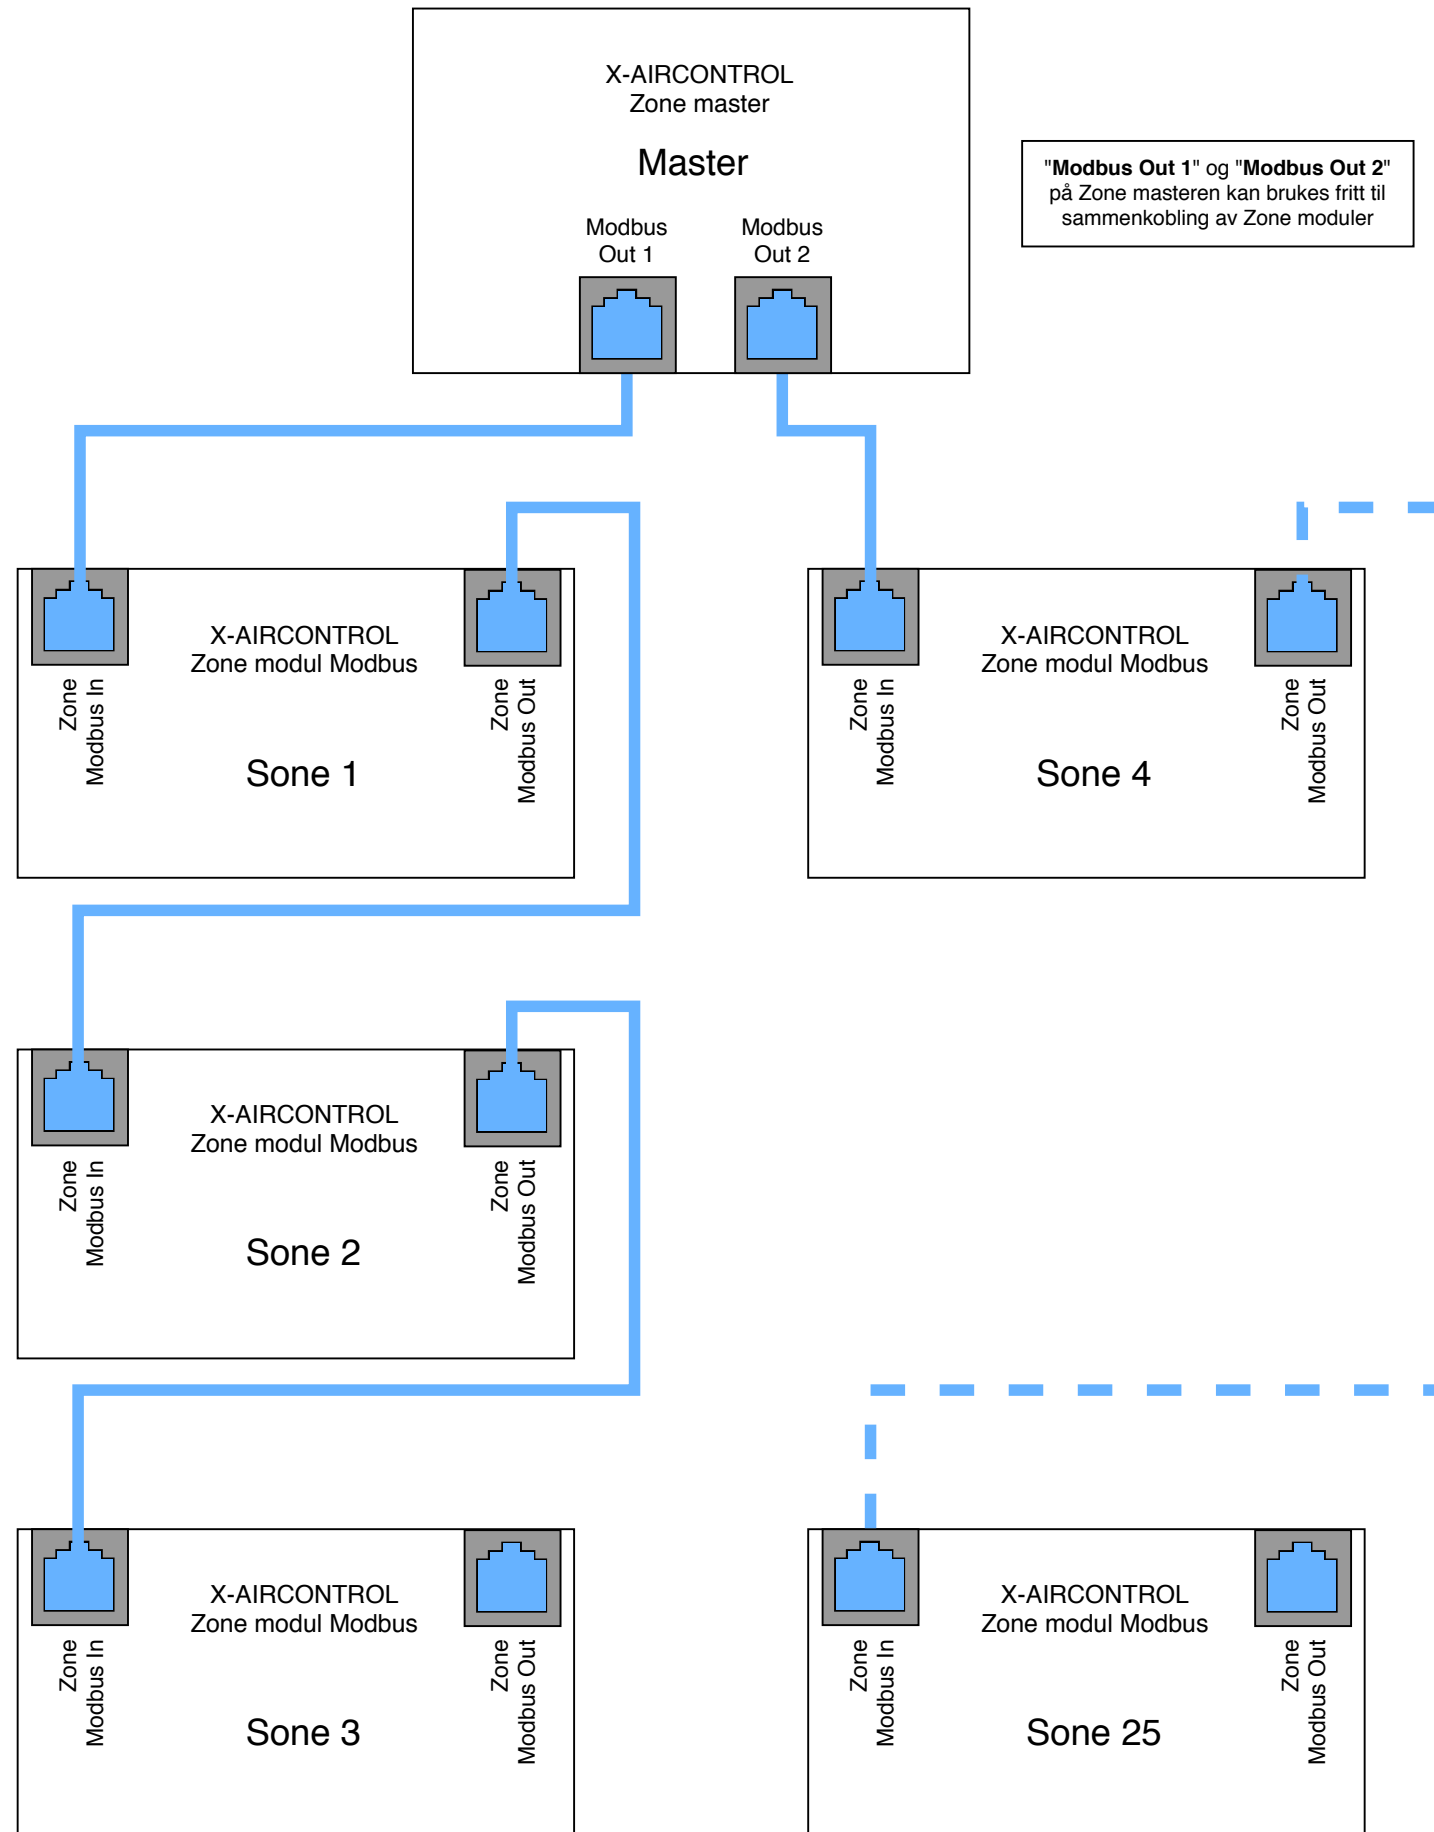 X-AIRCONTROL
Zone master
Master
Modbus
Out 1
Modbus
Out 2
"Modbus Out 1" og "Modbus Out 2"
på Zone masteren kan brukes fritt til
sammenkobling av Zone moduler
X-AIRCONTROL
Zone modul Modbus
Zone
Modbus In
Zone
Modbus Out
Sone 1
X-AIRCONTROL
Zone modul Modbus
Zone
Modbus In
Zone
Modbus Out
Sone 4
X-AIRCONTROL
Zone modul Modbus
Zone
Modbus In
Zone
Modbus Out
Sone 2
X-AIRCONTROL
Zone modul Modbus
Zone
Modbus In
Zone
Modbus Out
Sone 3
X-AIRCONTROL
Zone modul Modbus
Zone
Modbus In
Zone
Modbus Out
Sone 25